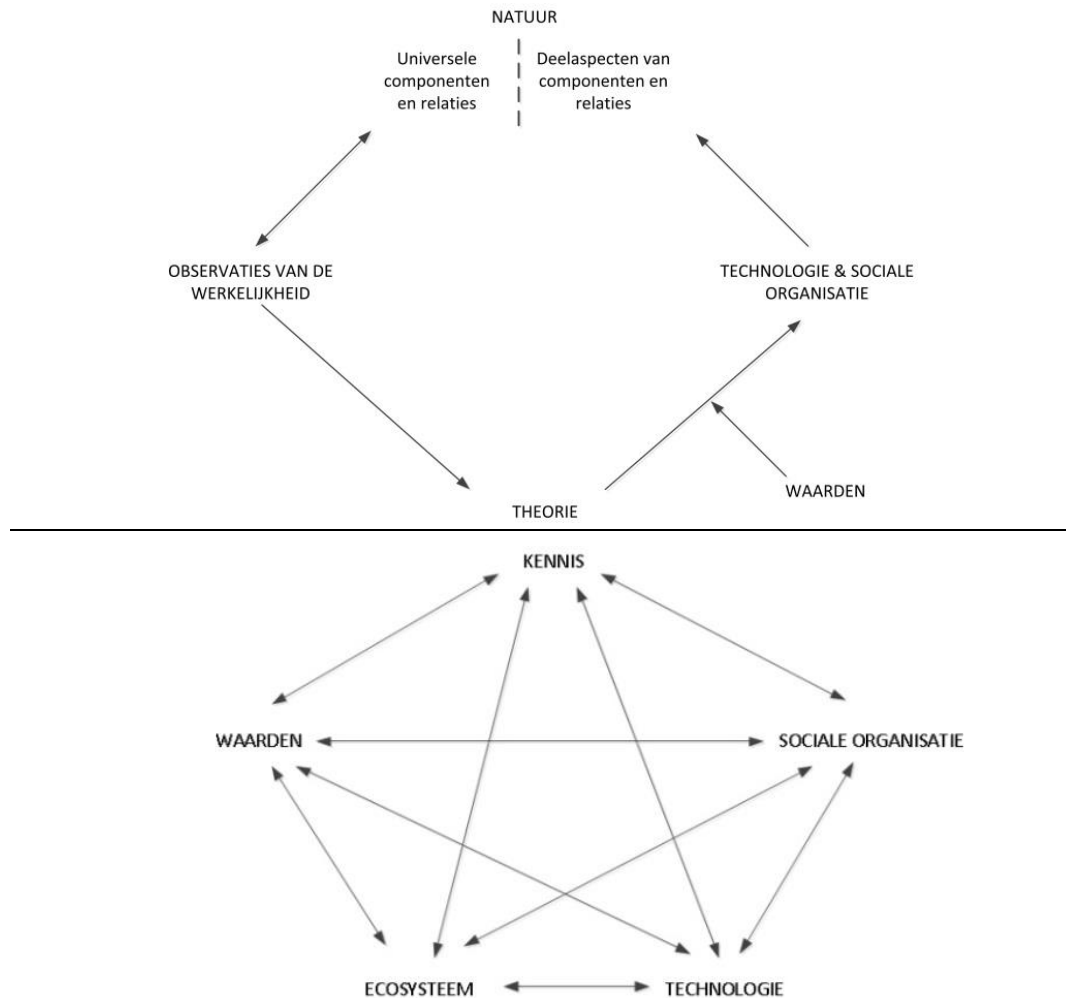 NATUUR
Universele
componenten
en relaties
Deelaspecten van
componenten en
relaties
OBSERVATIES VAN DE
WERKELIJKHEID
TECHNOLOGIE & SOCIALE
ORGANISATIE
WAARDEN
THEORIE
KENNIS
WAARDEN
SOCIALE ORGANISATIE
ECOSYSTEEM
TECHNOLOGIE